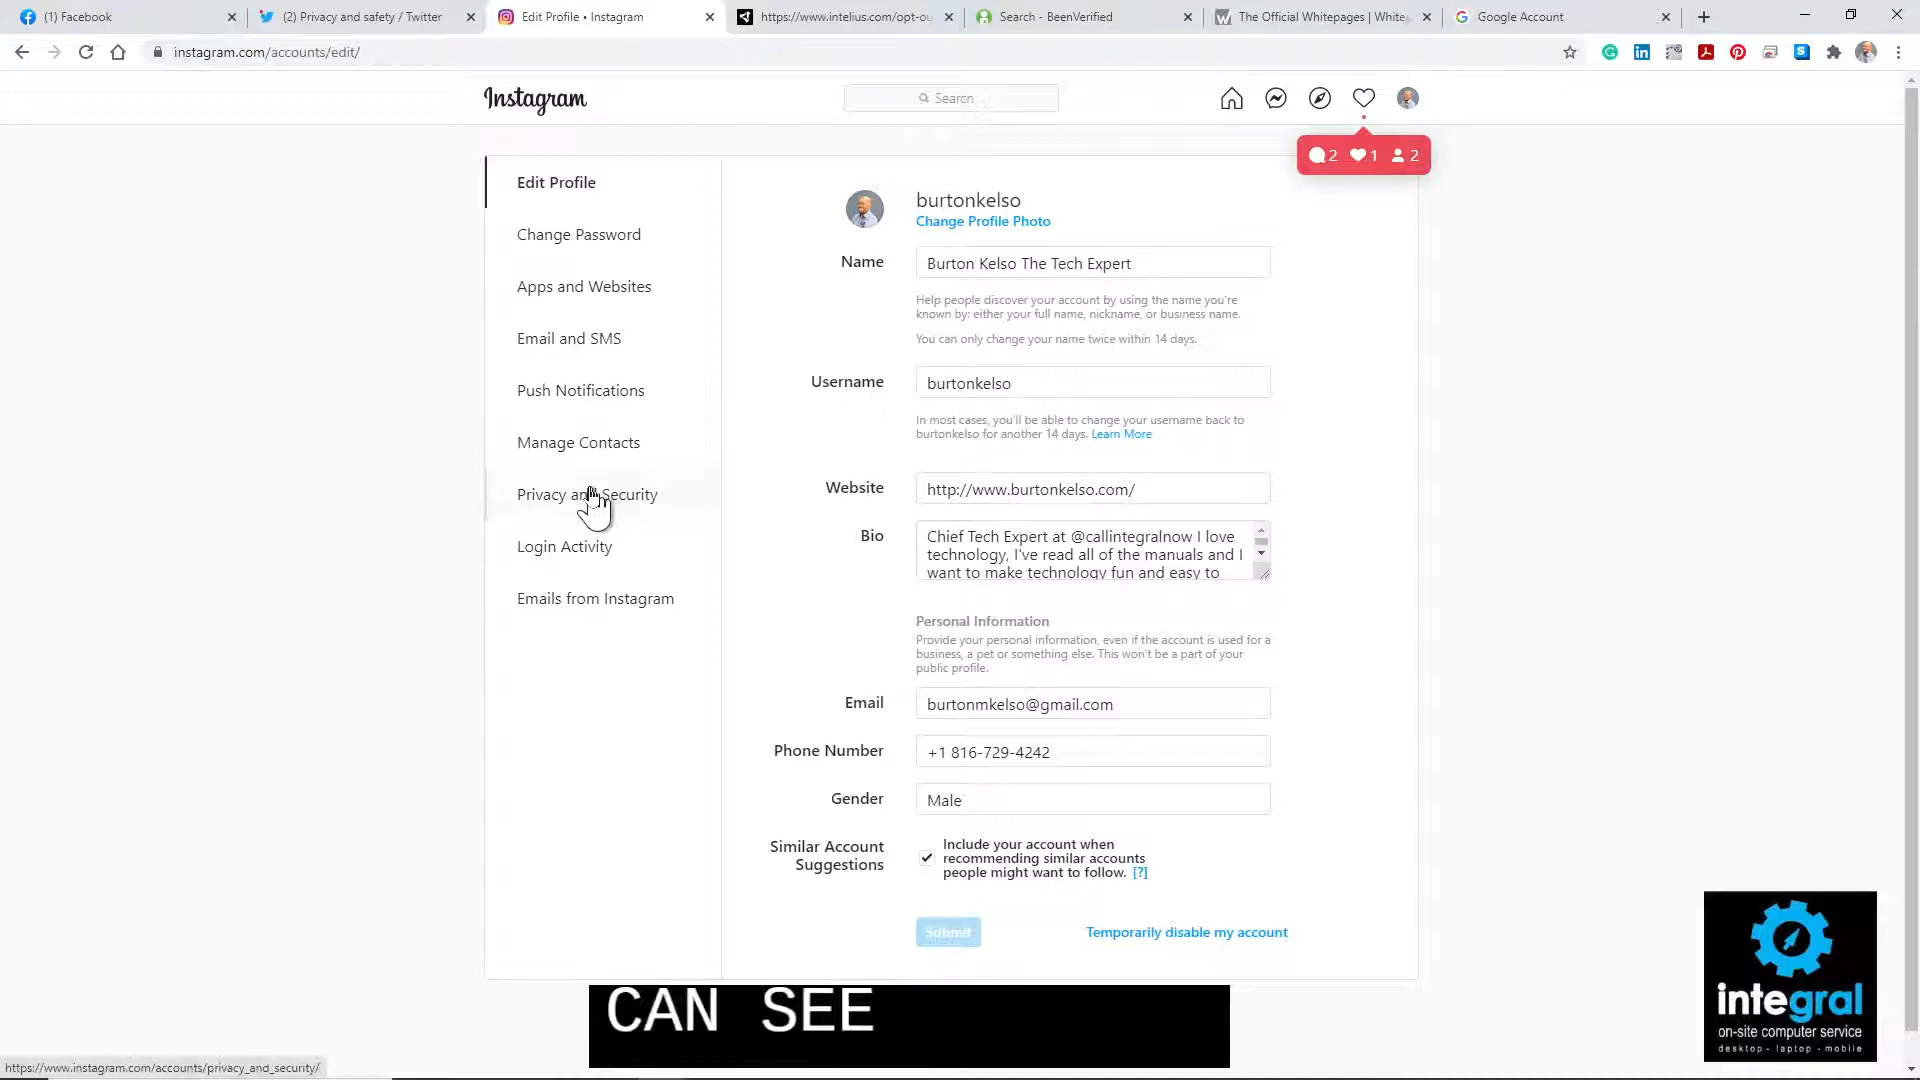 (1) Facebook
(2) Privacy and safety / Twitter
Edit Profile • Instagram
https://www.intelius.com/opt-ou
Search - BeenVerified
The Official Whitepages | White
Google Account
instagram.com/accounts/edit/
Instagram
Search
2 1 2
Edit Profile
Change Password
Apps and Websites
Email and SMS
Push Notifications
Manage Contacts
Privacy and Security
Login Activity
Emails from Instagram
burtonkelso
Change Profile Photo
Name
Burton Kelso The Tech Expert
Help people discover your account by using the name you're
known by: either your full name, nickname, or business name.
You can only change your name twice within 14 days.
Username
burtonkelso
In most cases, you'll be able to change your username back to
burtonkelso for another 14 days. Learn More
Website
http://www.burtonkelso.com/
Bio
Chief Tech Expert at @callintegralnow I love
technology, I've read all of the manuals and I
want to make technology fun and easy to
Personal Information
Provide your personal information, even if the account is used for a
business, a pet or something else. This won't be a part of your
public profile.
Email
burtonmkelso@gmail.com
Phone Number
+1 816-729-4242
Gender
Male
Similar Account
Suggestions
Include your account when
recommending similar accounts
people might want to follow. [?]
Submit
Temporarily disable my account
CAN SEE
integral
on-site computer service
desktop - laptop - mobile
https://www.instagram.com/accounts/privacy_and_security/